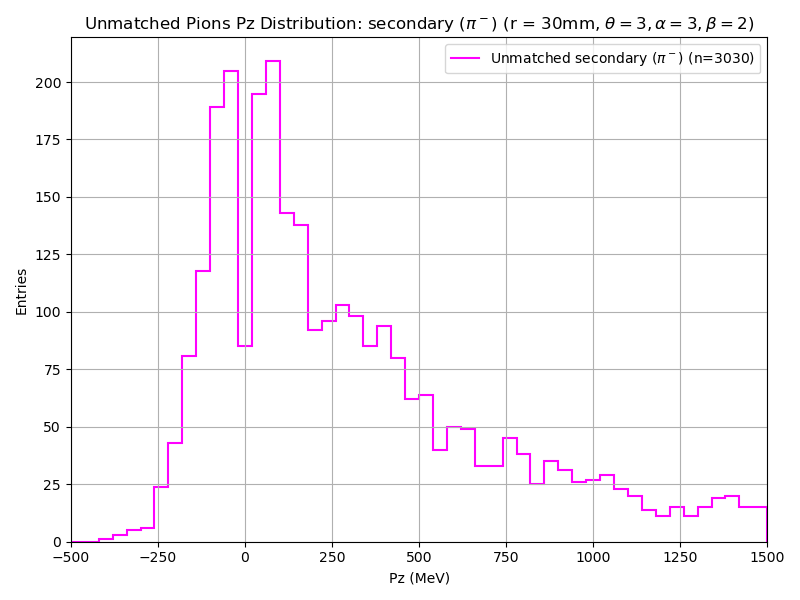 Unmatched Pions Pz Distribution: secondary (π⁻) (r = 30mm, θ = 3, α = 3, β = 2)
Unmatched secondary (π⁻) (n=3030)
200
175
150
125
100
75
50
25
0
Entries
−500 −250 0 250 500 750 1000 1250 1500
Pz (MeV)